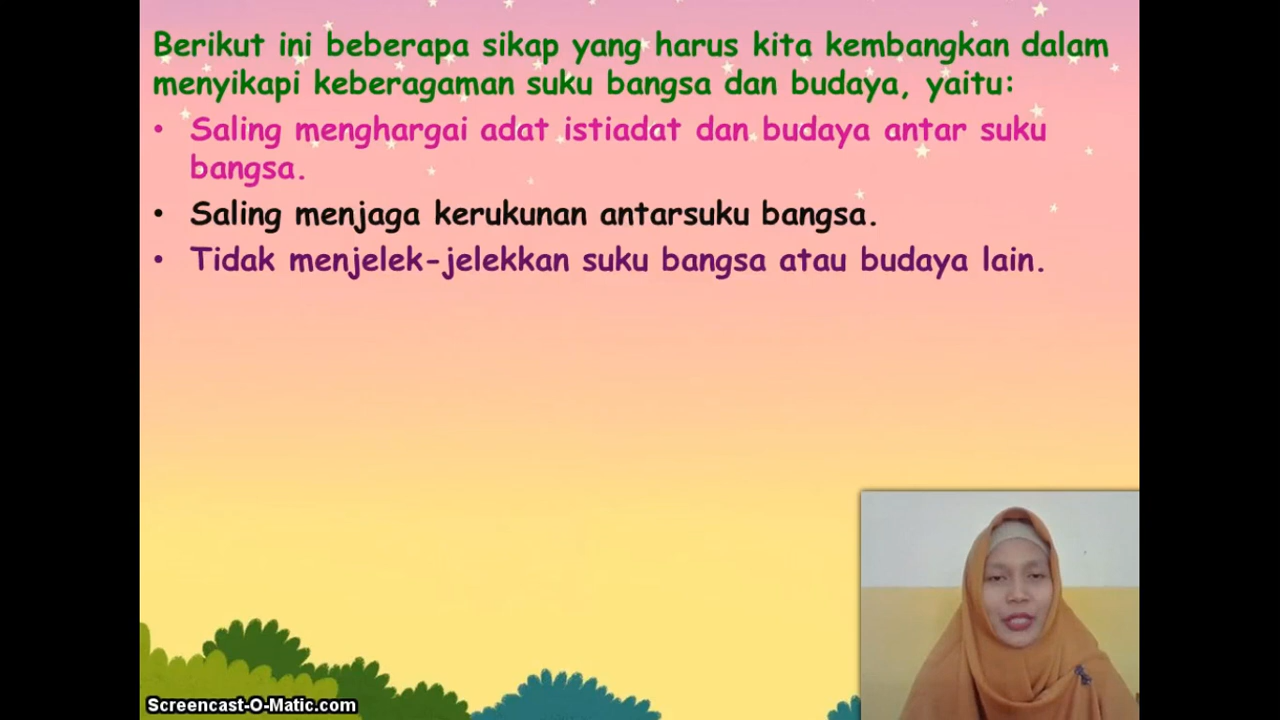 Berikut ini beberapa sikap yang harus kita kembangkan dalam
menyikapi keberagaman suku bangsa dan budaya, yaitu:
• Saling menghargai adat istiadat dan budaya antar suku
bangsa.
• Saling menjaga kerukunan antarsuku bangsa.
• Tidak menjelek-jelekkan suku bangsa atau budaya lain.
Screencast-O-Matic.com